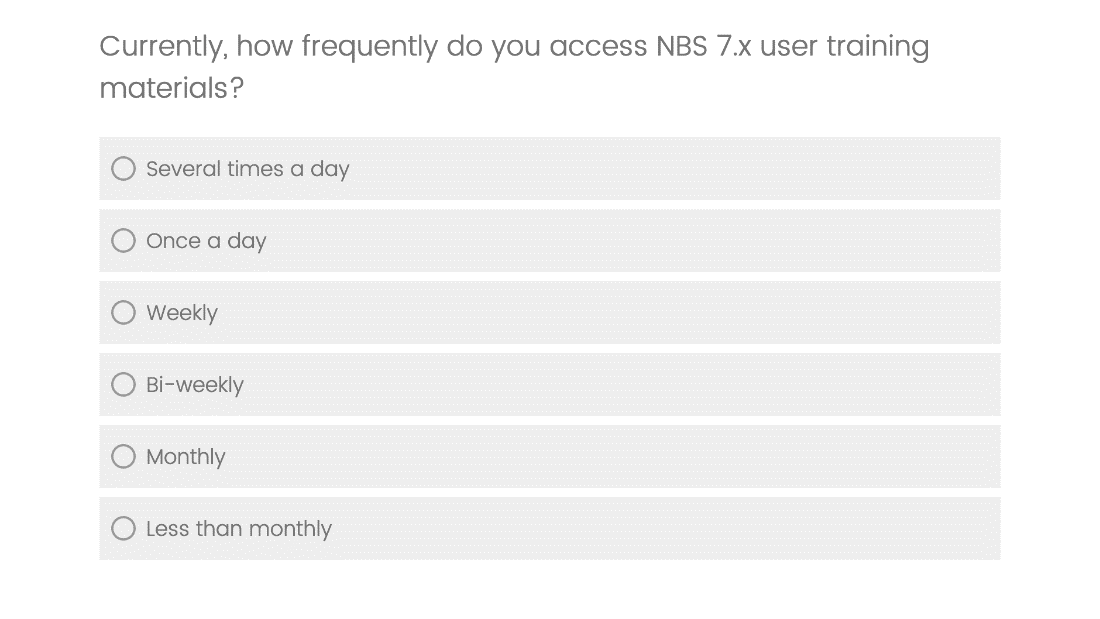 Currently, how frequently do you access NBS 7.x user training
materials?
Several times a day
Once a day
Weekly
Bi-weekly
Monthly
Less than monthly